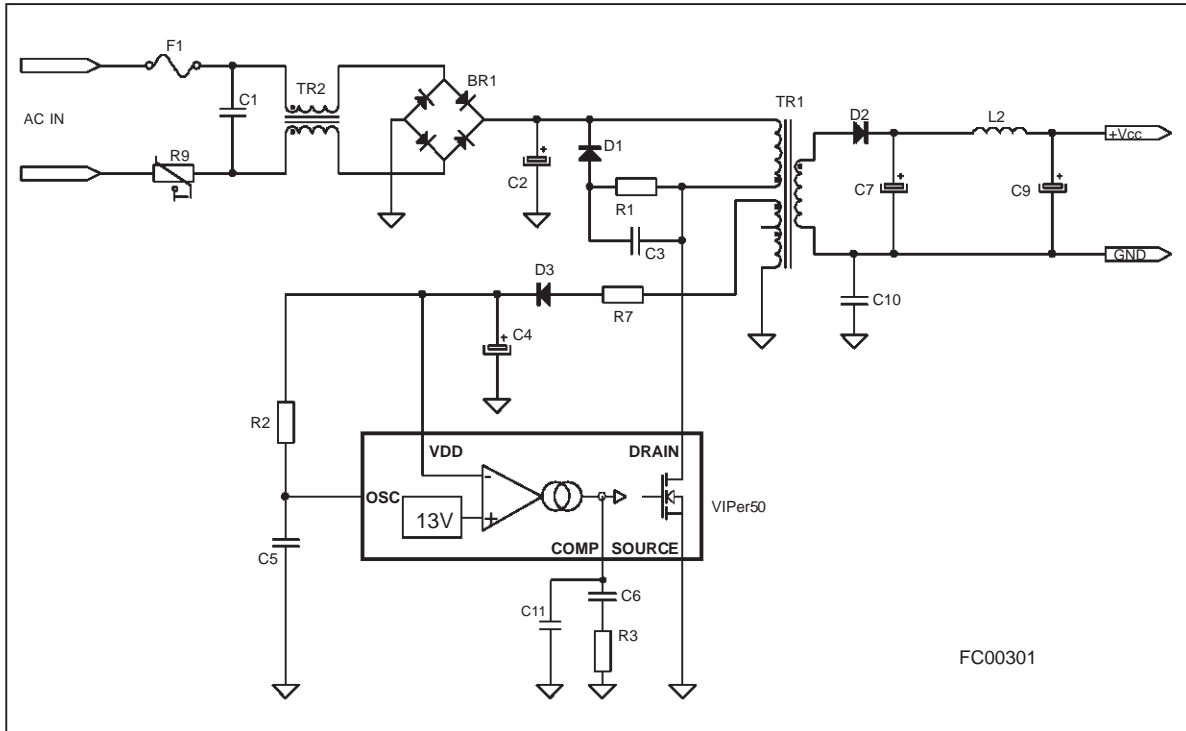 F1
TR2
BR1
TR1
C1
D1
D2
L2
+Vcc
AC IN
R9
C2
R1
C7
C9
C3
GND
D3
R7
C10
C4
R2
VDD
DRAIN
OSC
-
13V
+
VIPer50
COMP SOURCE
C5
C6
C11
R3
FC00301